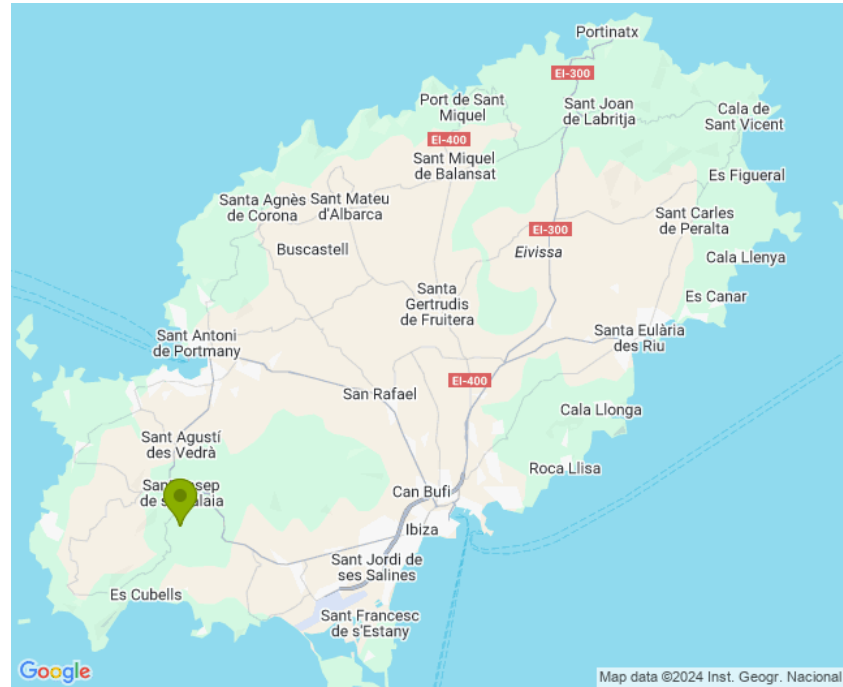 Portinatx
EI-300
Port de Sant
Miquel
Sant Joan
de Labritja
Cala de
Sant Vicent
EI-400
Sant Miquel
de Balansat
Es Figueral
Santa Agnès
de Corona
Sant Mateu
d'Albarca
Sant Carles
de Peralta
EI-300
Buscastell
Eivissa
Cala Llenya
Santa
Gertrudis
de Fruitera
Es Canar
Sant Antoni
de Portmany
Santa Eulària
des Riu
EI-400
San Rafael
Cala Llonga
Sant Agustí
des Vedrà
Roca Llisa
Can Bufi
Ibiza
Sant Jordi de
ses Salines
Es Cubells
Sant Francesc
de s'Estany
Google
Map data ©2024 Inst. Geogr. Nacional